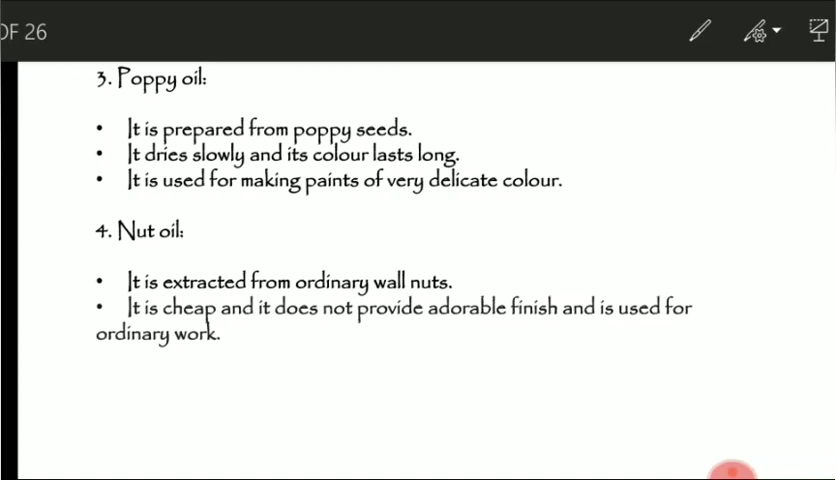 OF 26
3. Poppy oil:
• It is prepared from poppy seeds.
• It dries slowly and its colour lasts long.
• It is used for making paints of very delicate colour.
4. Nut oil:
• It is extracted from ordinary wall nuts.
• It is cheap and it does not provide adorable finish and is used for
ordinary work.